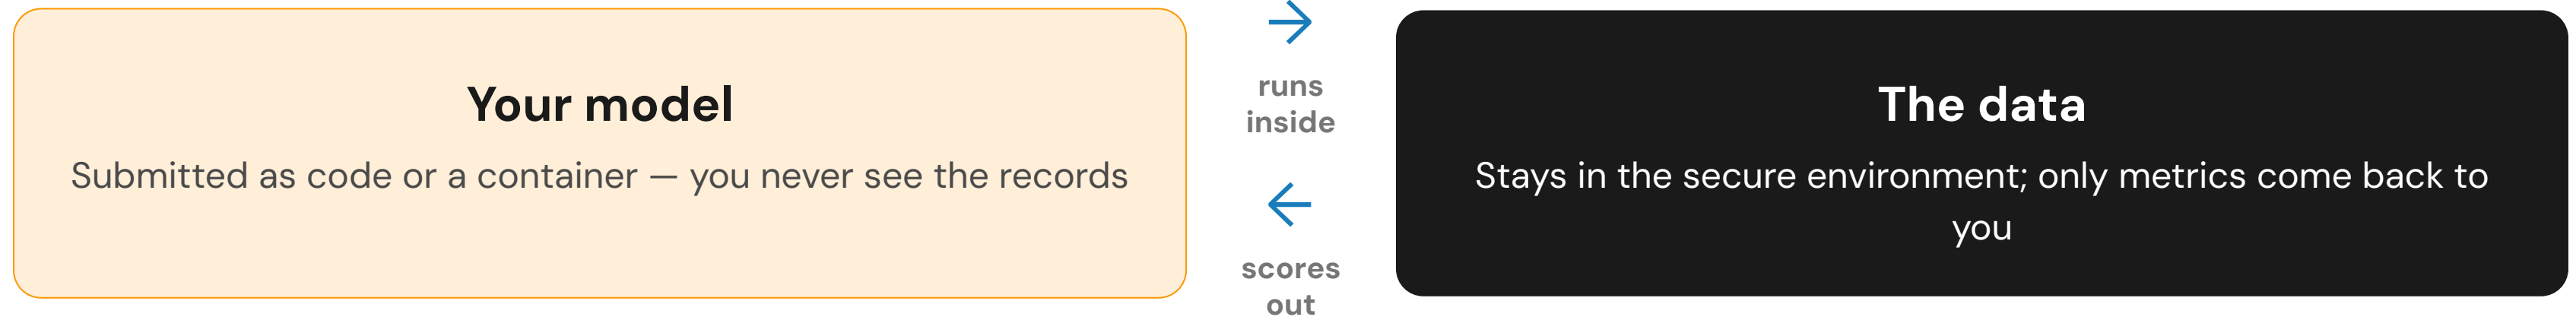 Your model
Submitted as code or a container — you never see the records
→
runs
inside
←
scores
out
The data
Stays in the secure environment; only metrics come back to
you